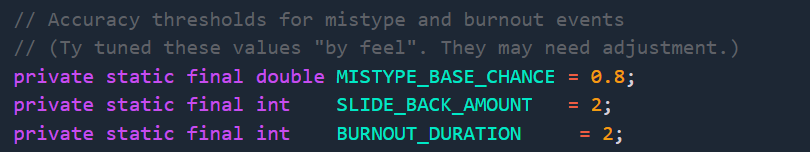 // Accuracy thresholds for mistype and burnout events
// (Ty tuned these values "by feel". They may need adjustment.)
private static final double MISTYPE_BASE_CHANCE = 0.8;
private static final int    SLIDE_BACK_AMOUNT   = 2;
private static final int    BURNOUT_DURATION     = 2;